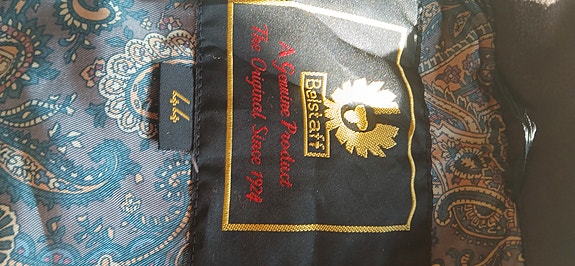 Belstaff
A Genuine Product
The Original Since 1924
44